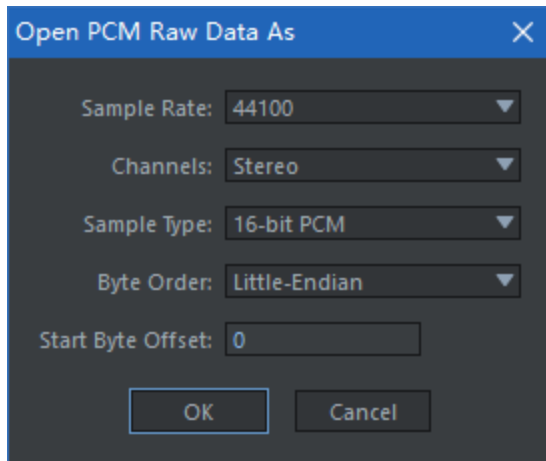 Open PCM Raw Data As
Sample Rate: 44100
Channels: Stereo
Sample Type: 16-bit PCM
Byte Order: Little-Endian
Start Byte Offset: 0
OK Cancel